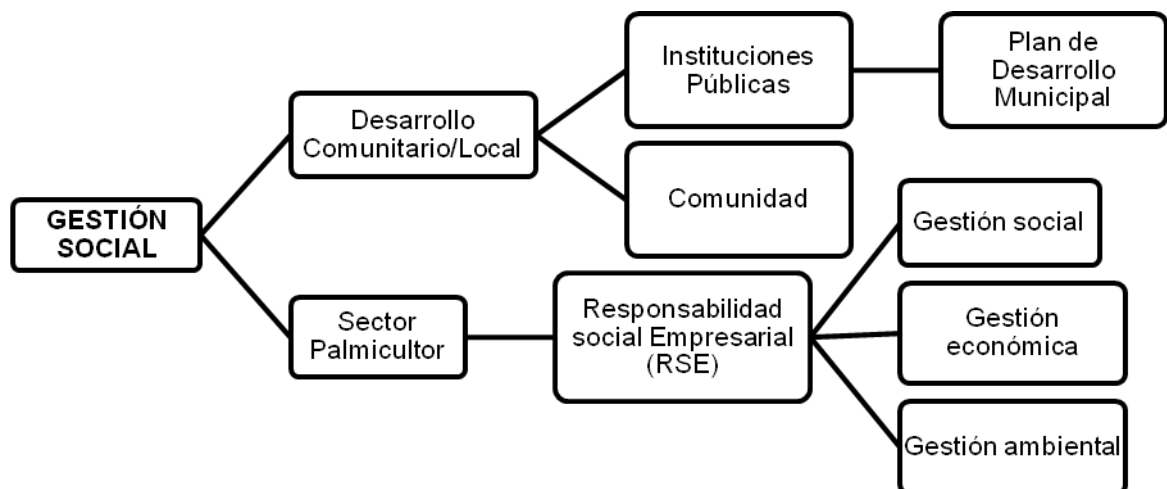 GESTIÓN
SOCIAL
Desarrollo
Comunitario/Local
Instituciones
Públicas
Plan de
Desarrollo
Municipal
Comunidad
Sector
Palmicultor
Responsabilidad
social Empresarial
(RSE)
Gestión social
Gestión
económica
Gestión ambiental